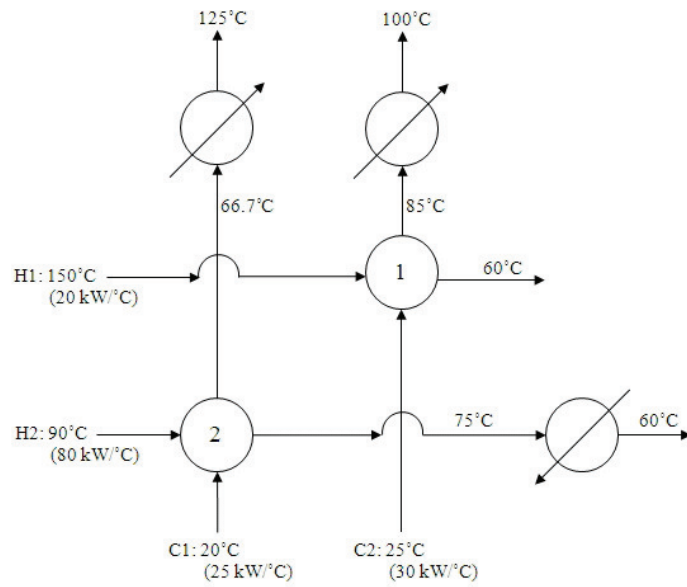 125˚C
100˚C
66.7˚C
85˚C
H1: 150˚C
(20 kW/˚C)
1
60˚C
H2: 90˚C
(80 kW/˚C)
2
75˚C
60˚C
C1: 20˚C
(25 kW/˚C)
C2: 25˚C
(30 kW/˚C)